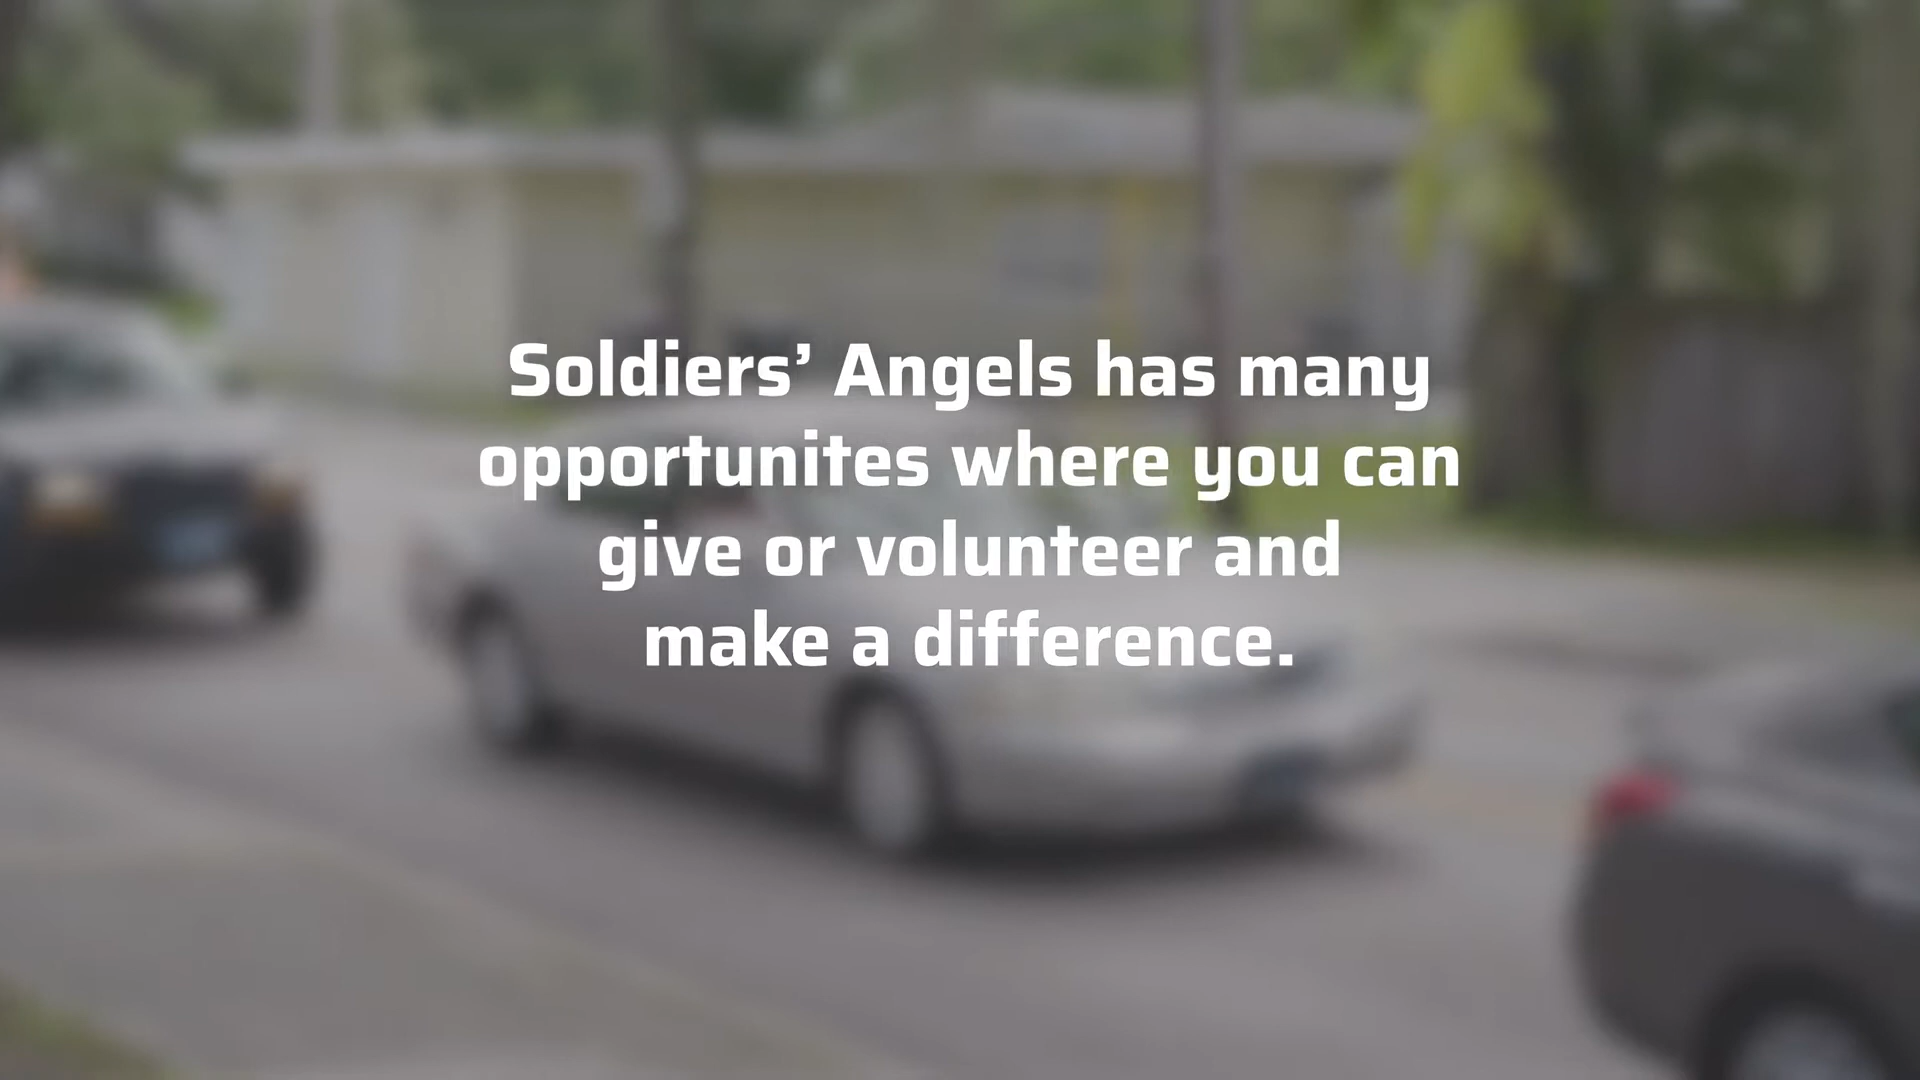 Soldiers’ Angels has many
opportunites where you can
give or volunteer and
make a difference.